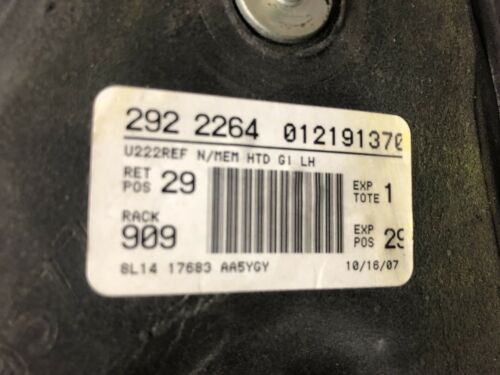 292 2264 012191370
U222REF N/MEM HTD GI LH
RET POS 29
EXP TOTE 1
RACK 909
EXP POS 29
8L14 17683 AA5YGY
10/16/07